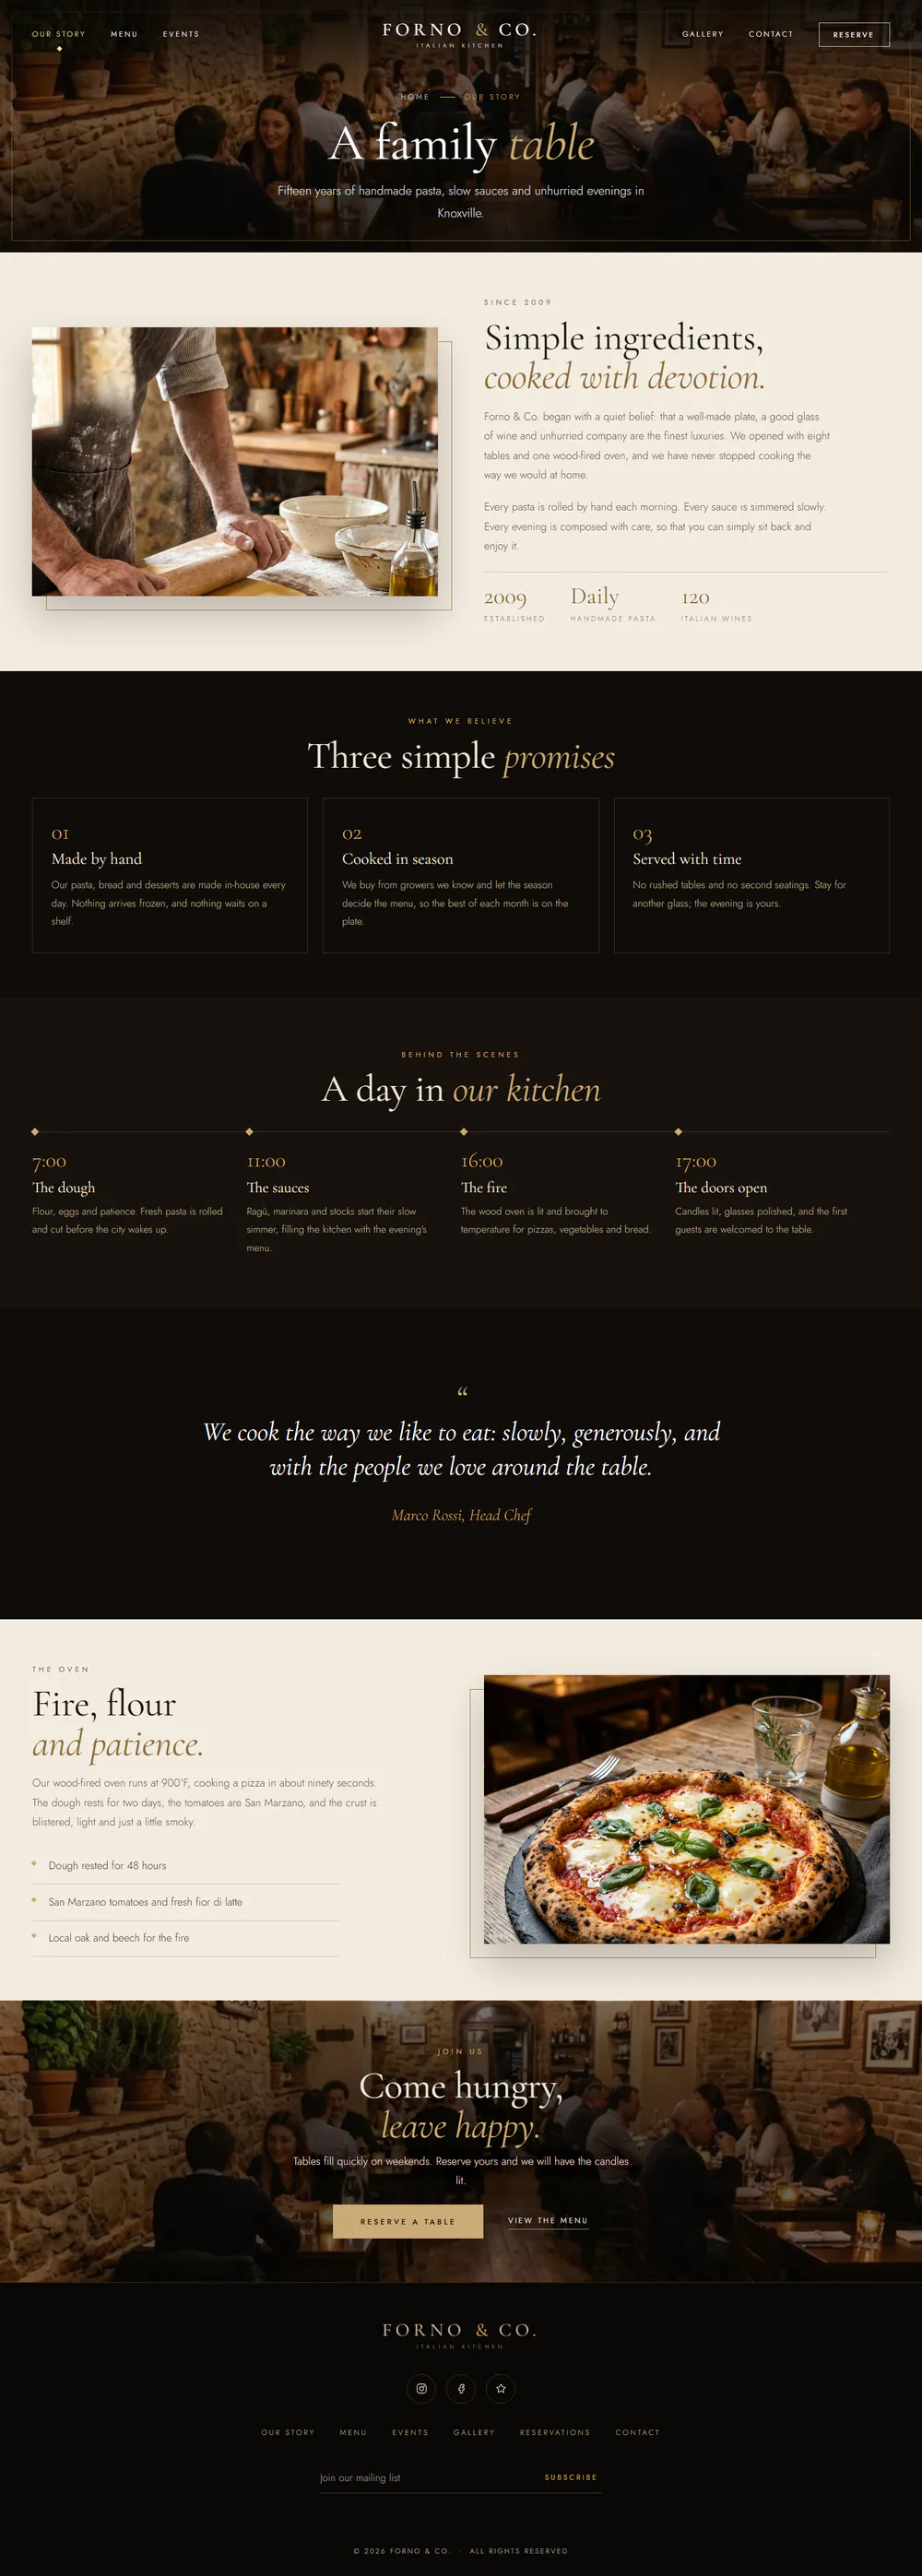 OUR STORY MENU EVENTS
FORNO & CO.
ITALIAN KITCHEN
GALLERY CONTACT RESERVE
HOME — OUR STORY
A family table
Fifteen years of handmade pasta, slow sauces and unhurried evenings in
Knoxville.
SINCE 2009
Simple ingredients,
cooked with devotion.
Forno & Co. began with a quiet belief: that a well-made plate, a good glass
of wine and unhurried company are the finest luxuries. We opened with eight
tables and one wood-fired oven, and we have never stopped cooking the
way we would at home.
Every pasta is rolled by hand each morning. Every sauce is simmered slowly.
Every evening is composed with care, so that you can simply sit back and
enjoy it.
2009 Daily 120
ESTABLISHED HANDMADE PASTA ITALIAN WINES
WHAT WE BELIEVE
Three simple promises
01
Made by hand
Our pasta, bread and desserts are made in-house every
day. Nothing arrives frozen, and nothing waits on a
shelf.
02
Cooked in season
We buy from growers we know and let the season
decide the menu, so the best of each month is on the
plate.
03
Served with time
No rushed tables and no second seatings. Stay for
another glass; the evening is yours.
BEHIND THE SCENES
A day in our kitchen
7:00
The dough
Flour, eggs and patience. Fresh pasta is rolled
and cut before the city wakes up.
11:00
The sauces
Ragù, marinara and stocks start their slow
simmer, filling the kitchen with the evening's
menu.
16:00
The fire
The wood oven is lit and brought to
temperature for pizzas, vegetables and bread.
17:00
The doors open
Candles lit, glasses polished, and the first
guests are welcomed to the table.
“
We cook the way we like to eat: slowly, generously, and
with the people we love around the table.
Marco Rossi, Head Chef
THE OVEN
Fire, flour
and patience.
Our wood-fired oven runs at 900°F, cooking a pizza in about ninety seconds.
The dough rests for two days, the tomatoes are San Marzano, and the crust is
blistered, light and just a little smoky.
Dough rested for 48 hours
San Marzano tomatoes and fresh fior di latte
Local oak and beech for the fire
JOIN US
Come hungry,
leave happy.
Tables fill quickly on weekends. Reserve yours and we will have the candles
lit.
RESERVE A TABLE VIEW THE MENU
FORNO & CO.
ITALIAN KITCHEN
OUR STORY MENU EVENTS GALLERY RESERVATIONS CONTACT
Join our mailing list SUBSCRIBE
© 2026 FORNO & CO. · ALL RIGHTS RESERVED